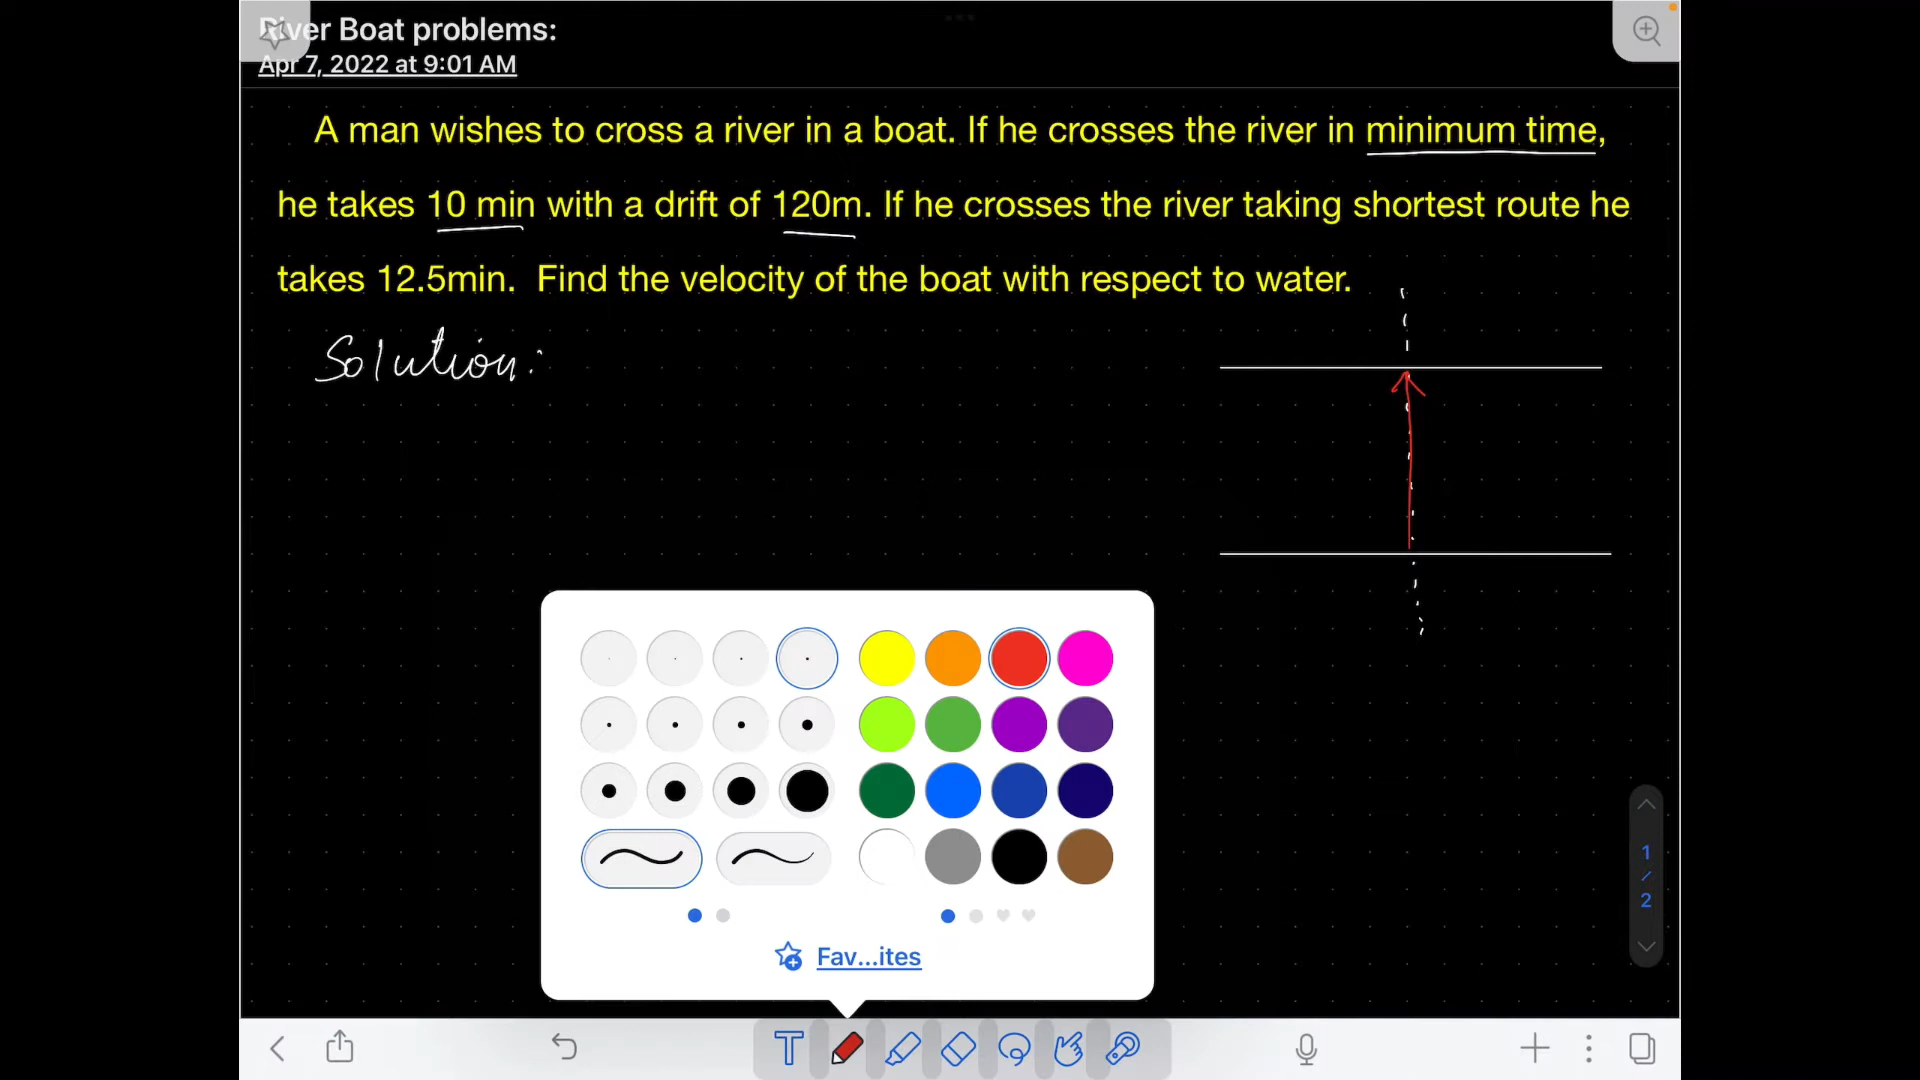 River Boat problems:
Apr 7, 2022 at 9:01 AM
A man wishes to cross a river in a boat. If he crosses the river in minimum time,
he takes 10 min with a drift of 120m. If he crosses the river taking shortest route he
takes 12.5min. Find the velocity of the boat with respect to water.
Solution:
1
/
2
Fav...ites
T